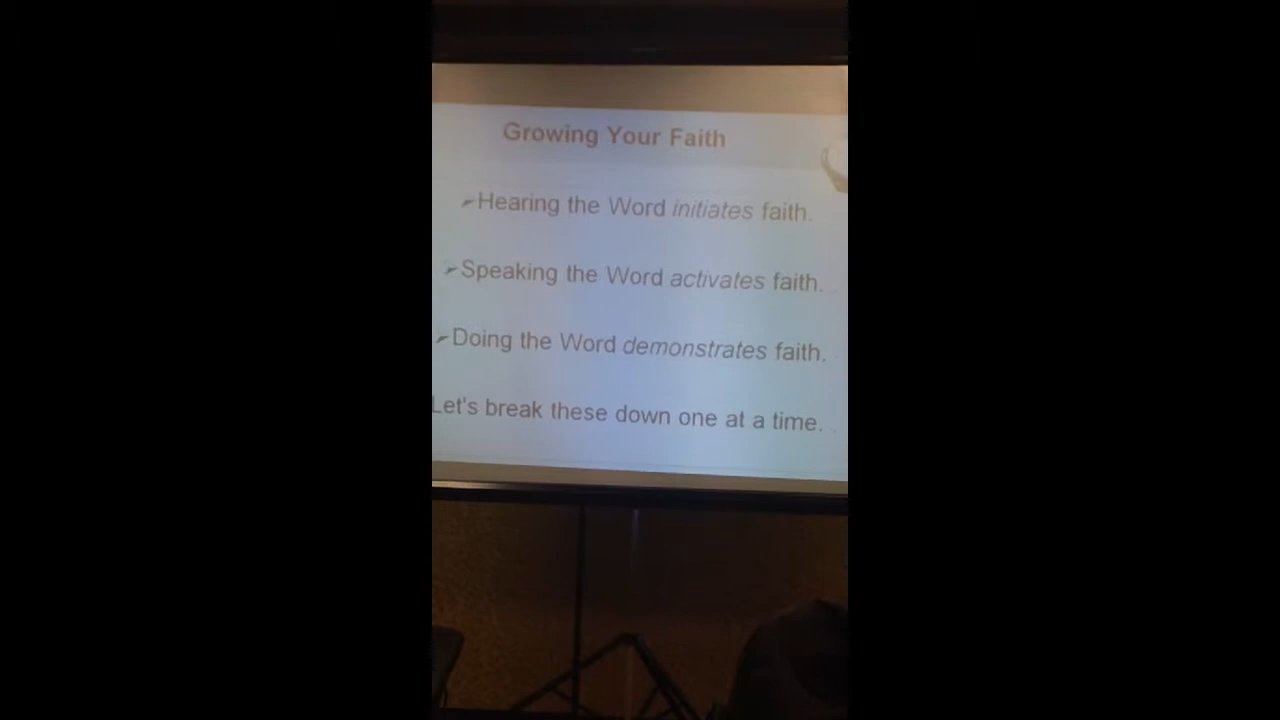 Growing Your Faith
➢Hearing the Word initiates faith.
➢Speaking the Word activates faith.
➢Doing the Word demonstrates faith.
Let's break these down one at a time.